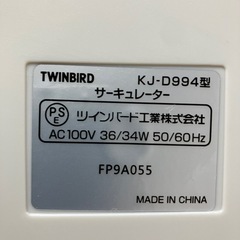 TWINBIRD KJ-D994型
サーキュレーター
PSE ツインバード工業株式会社
AC100V 36/34W 50/60Hz
FP9A055
MADE IN CHINA